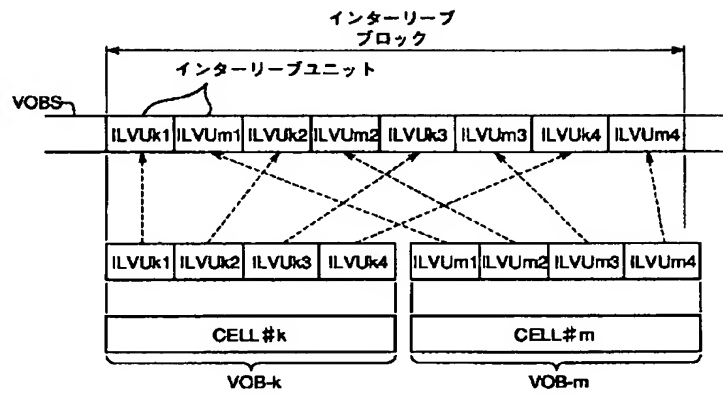 インターリーブ
ブロック
インターリーブユニット
VOBS
ILVUk1 ILVUm1 ILVUk2 ILVUm2 ILVUk3 ILVUm3 ILVUk4 ILVUm4
ILVUk1 ILVUk2 ILVUk3 ILVUk4 ILVUm1 ILVUm2 ILVUm3 ILVUm4
CELL#k CELL#m
VOB-k VOB-m